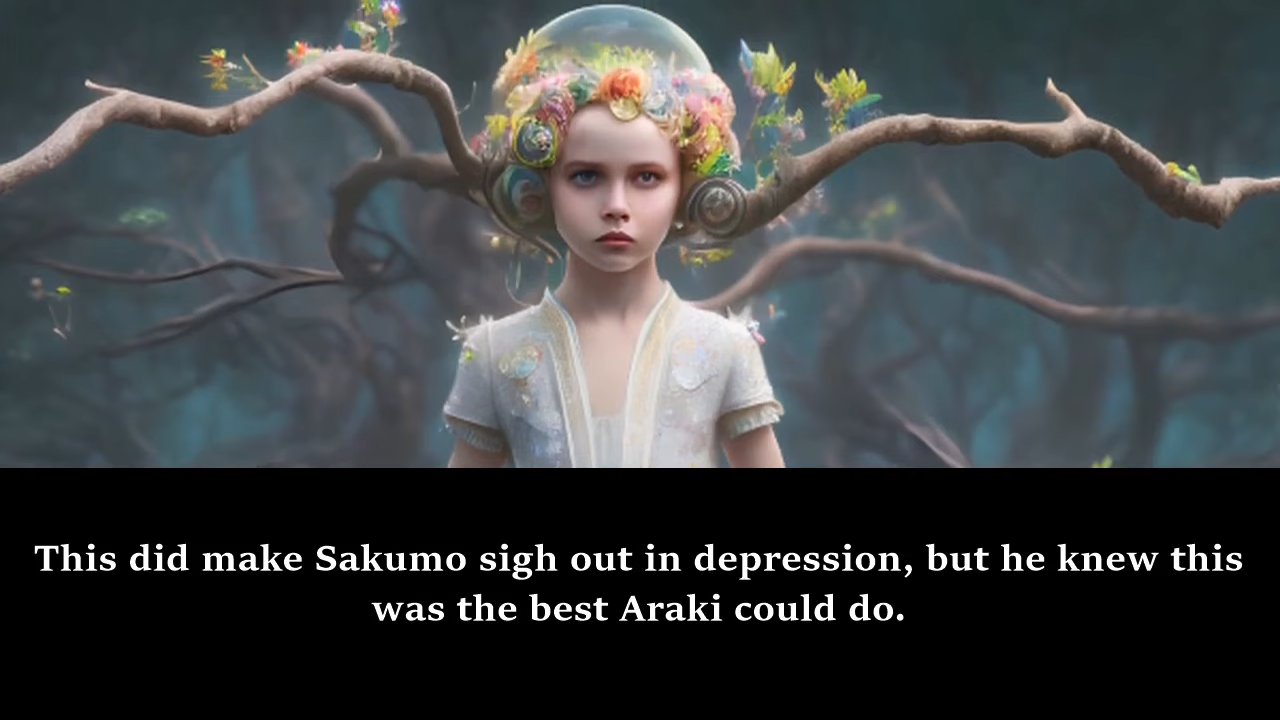 This did make Sakumo sigh out in depression, but he knew this
was the best Araki could do.